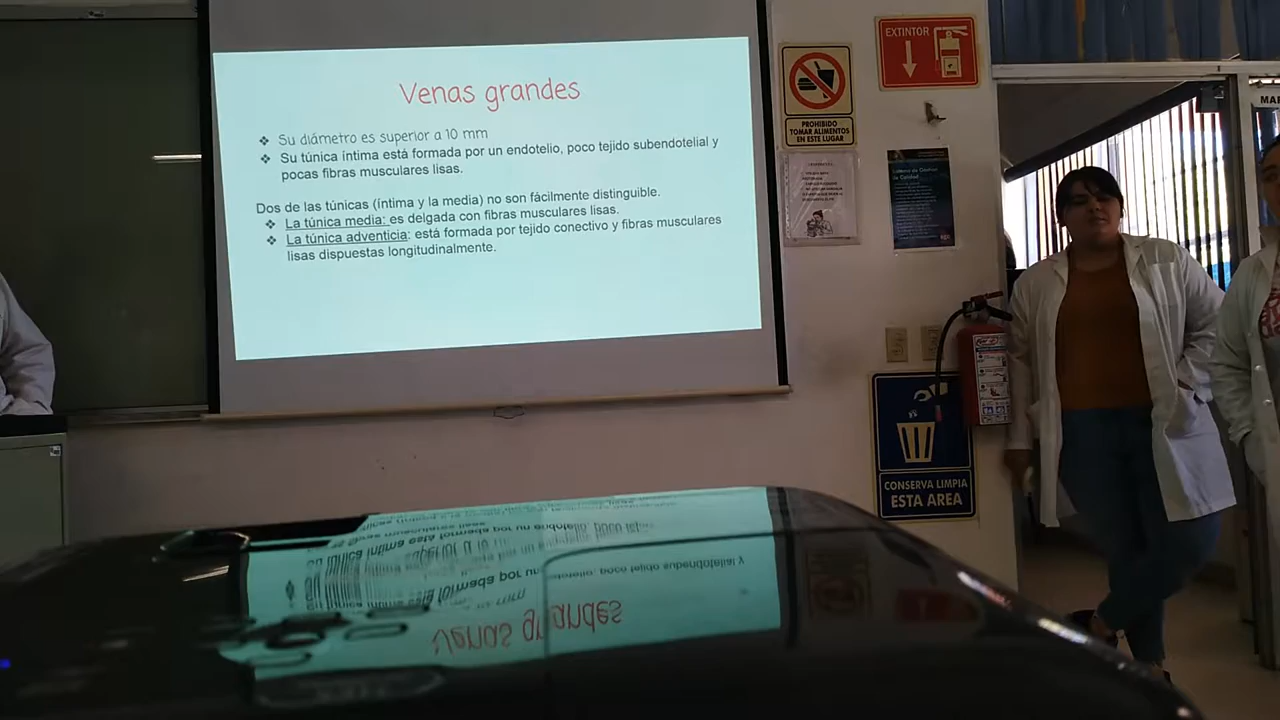 Venas grandes
❖ Su diámetro es superior a 10 mm
❖ Su túnica íntima está formada por un endotelio, poco tejido subendotelial y
pocas fibras musculares lisas.
Dos de las túnicas (íntima y la media) no son fácilmente distinguible.
❖ La túnica media: es delgada con fibras musculares lisas.
❖ La túnica adventicia: está formada por tejido conectivo y fibras musculares
lisas dispuestas longitudinalmente.
PROHIBIDO
TOMAR ALIMENTOS
EN ESTE LUGAR
EXTINTOR
CONSERVA LIMPIA
ESTA AREA